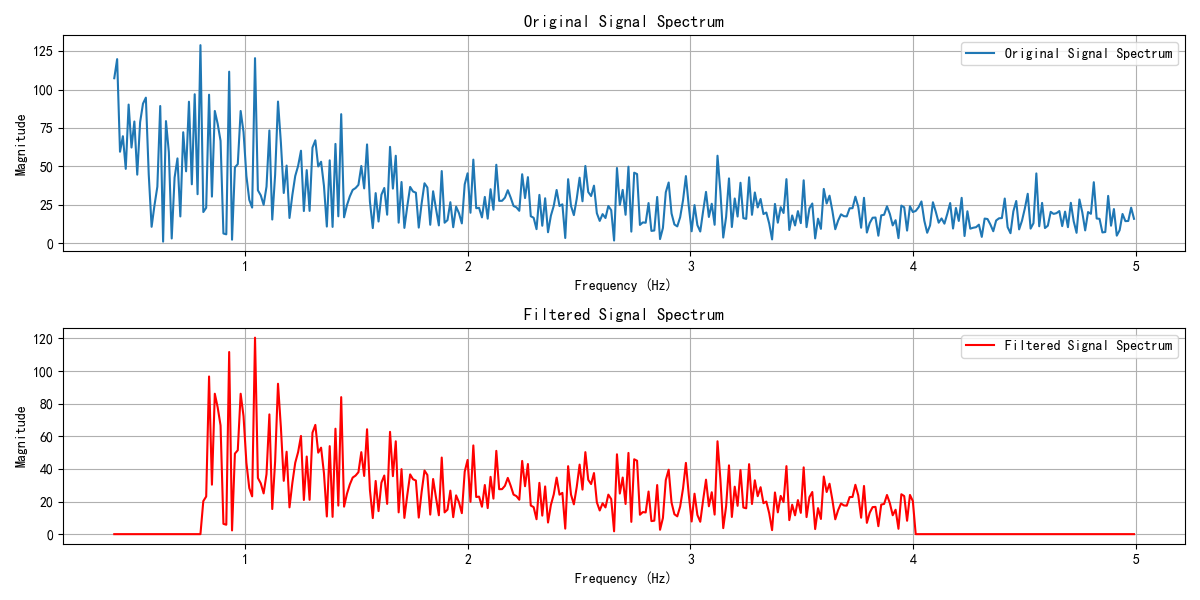 Original Signal Spectrum
Original Signal Spectrum
125
100
75
50
25
0
Magnitude
1 2 3 4 5
Frequency (Hz)
Filtered Signal Spectrum
Filtered Signal Spectrum
120
100
80
60
40
20
0
Magnitude
1 2 3 4 5
Frequency (Hz)